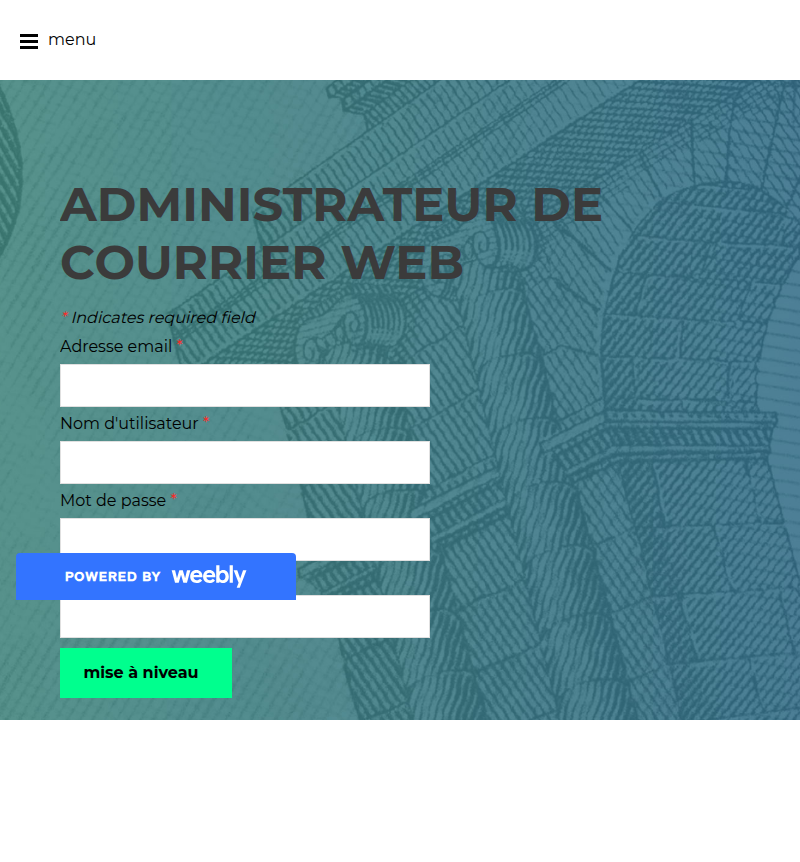 menu
ADMINISTRATEUR DE
COURRIER WEB
* Indicates required field
Adresse email *
Nom d'utilisateur *
Mot de passe *
POWERED BY weebly
mise à niveau